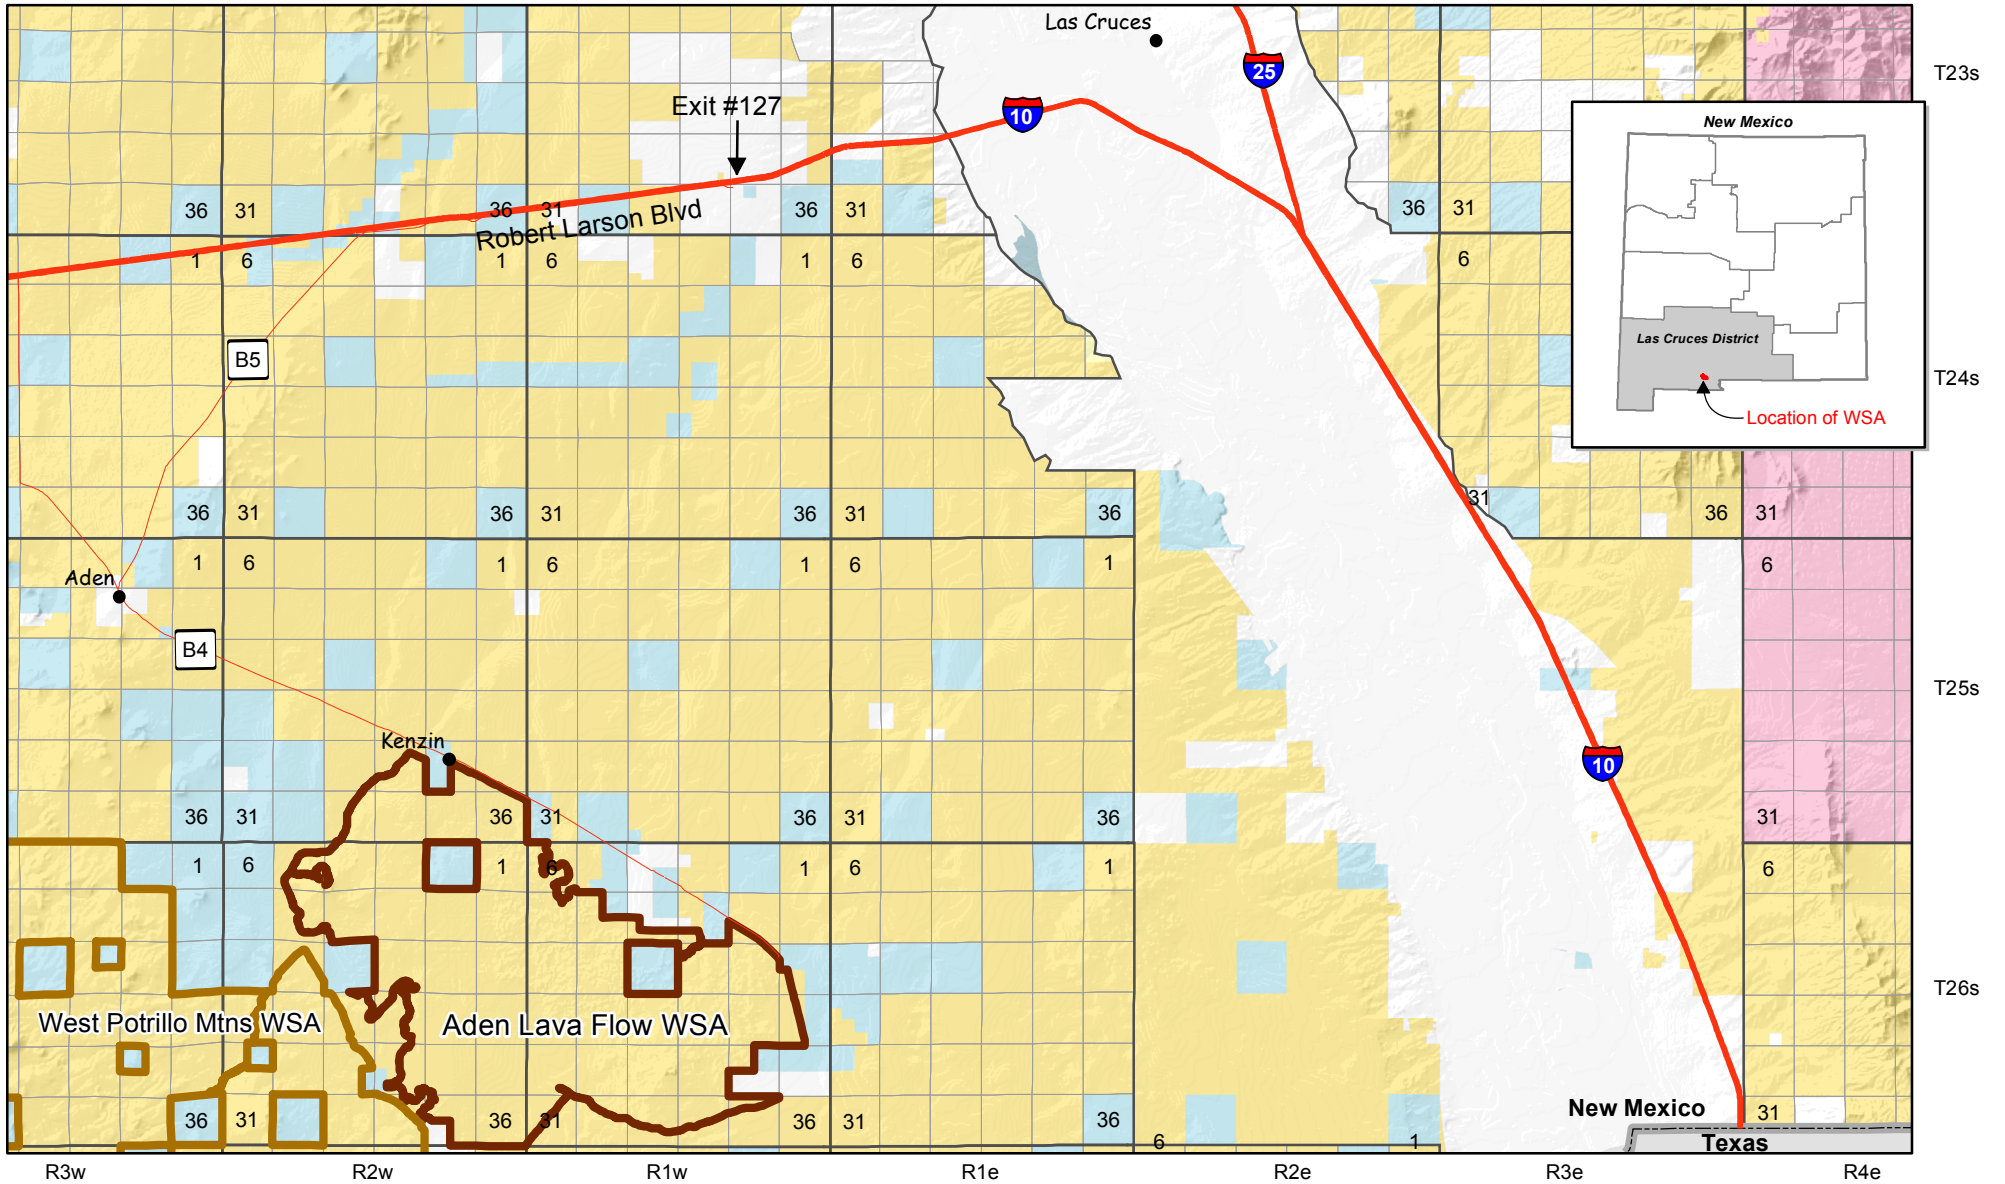 Las Cruces
25
T23s
10
Exit #127
New Mexico
36 31 36 31 36 31 36 31
Robert Larson Blvd
1 6 1 6 1 6 6
Las Cruces District
B5
T24s
Location of WSA
31
36 31 36 31 36 31 36 36 31
1 6 1 6 1 6 1 6
Aden
B4
T25s
Kenzin
10
36 31 36 31 36 31 36 31
1 6 1 6 1 6 1 6
T26s
West Potrillo Mtns WSA
Aden Lava Flow WSA
New Mexico
36 31 36 31 36 31 36 31
6 1
Texas
R3w R2w R1w R1e R2e R3e R4e